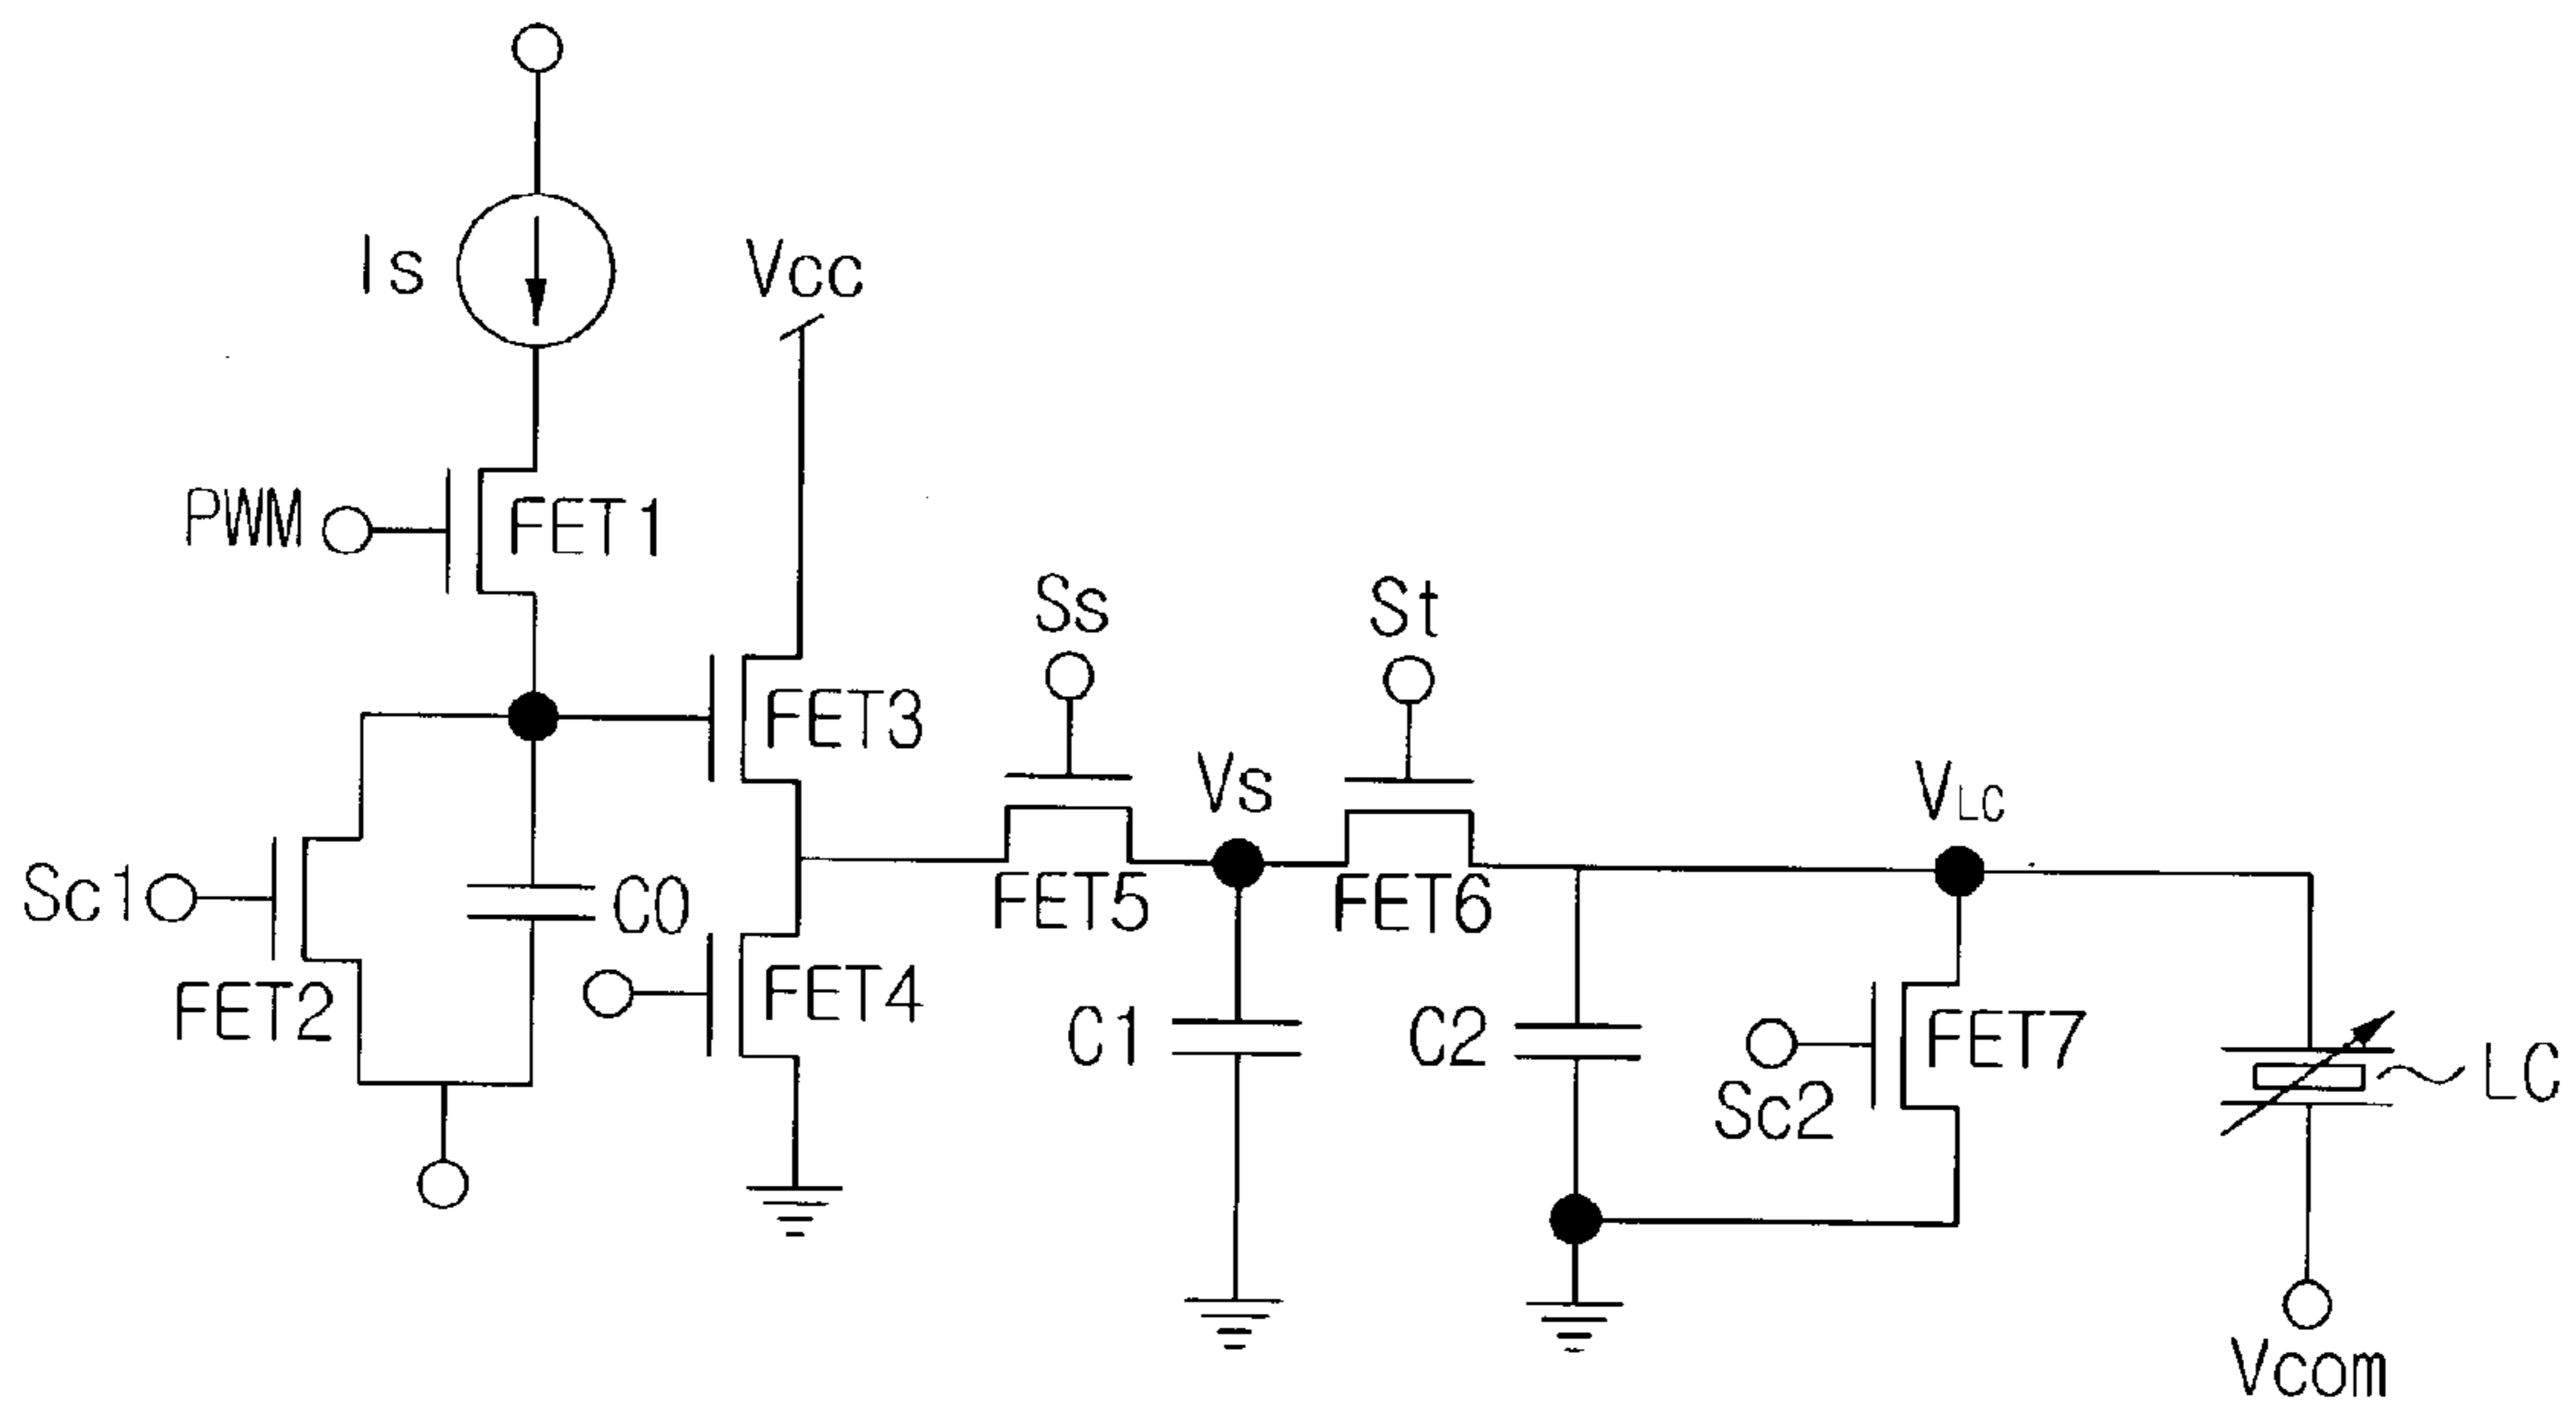 Is
Vcc
PWM
FET1
Ss
St
FET3
Vs
VLC
Sc1
C0
FET5
FET6
FET2
FET4
C1
C2
FET7
Sc2
LC
Vcom